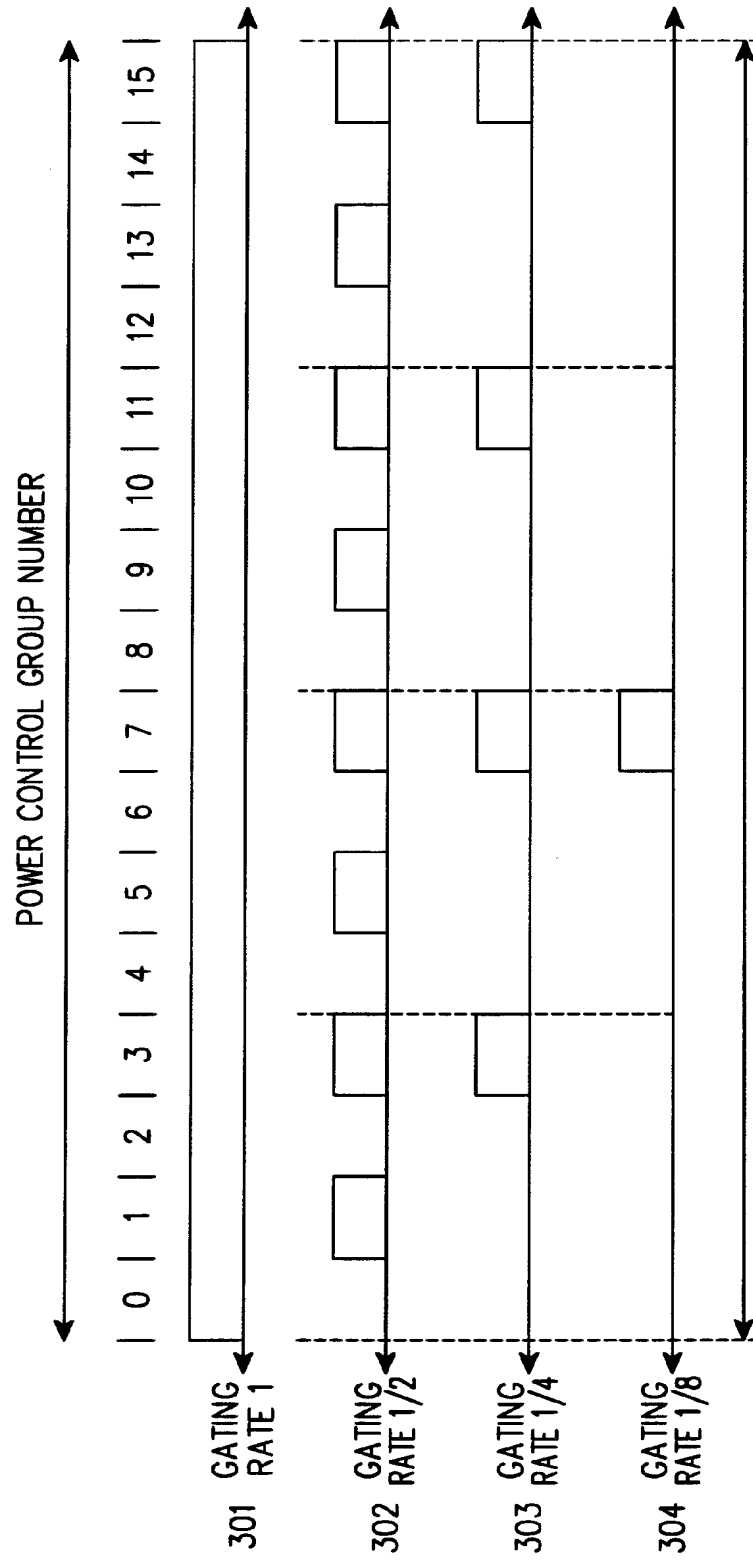 POWER CONTROL GROUP NUMBER
0 | 1 | 2 | 3 | 4 | 5 | 6 | 7 | 8 | 9 | 10 | 11 | 12 | 13 | 14 | 15
301 GATING
RATE 1
302 GATING
RATE 1/2
303 GATING
RATE 1/4
304 GATING
RATE 1/8